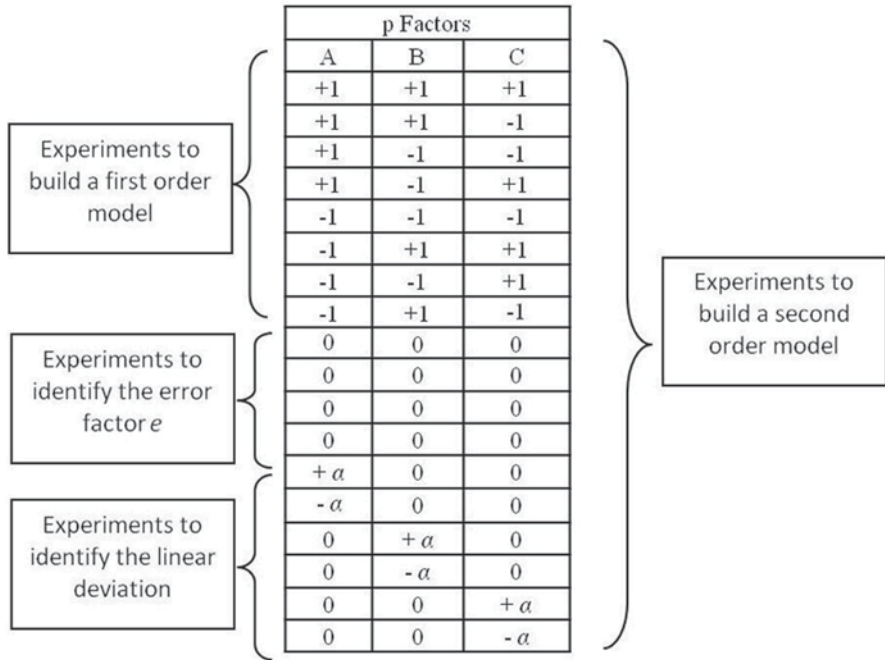 p Factors
A B C
+1 +1 +1
+1 +1 -1
+1 -1 -1
+1 -1 +1
-1 -1 -1
-1 +1 +1
-1 -1 +1
-1 +1 -1
0 0 0
0 0 0
0 0 0
0 0 0
+ α 0 0
- α 0 0
0 + α 0
0 - α 0
0 0 + α
0 0 - α
Experiments to
build a first order
model
Experiments to
identify the error
factor e
Experiments to
identify the linear
deviation
Experiments to
build a second
order model